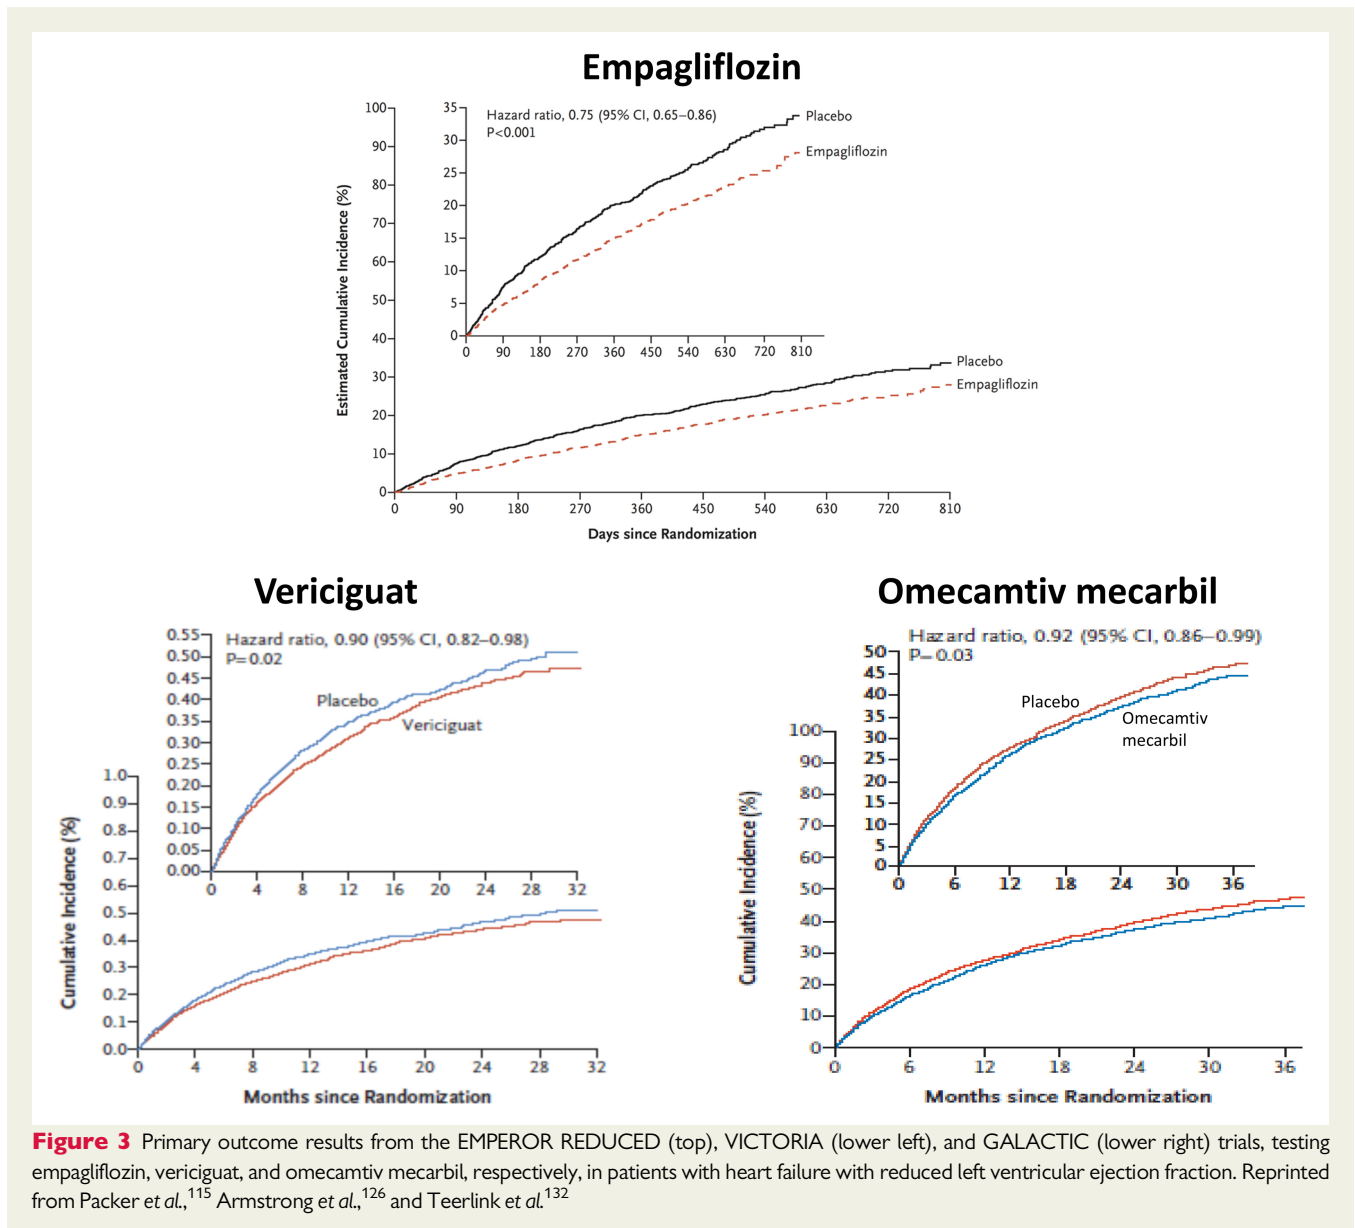 Empagliflozin
Estimated Cumulative Incidence (%)
100
90
80
70
60
50
40
30
20
10
0
35
30
25
20
15
10
5
0
Hazard ratio, 0.75 (95% CI, 0.65–0.86)
P<0.001
Placebo
Empagliflozin
0 90 180 270 360 450 540 630 720 810
Placebo
Empagliflozin
0 90 180 270 360 450 540 630 720 810
Days since Randomization
Vericiguat
Cumulative Incidence (%)
1.0
0.9
0.8
0.7
0.6
0.5
0.4
0.3
0.2
0.1
0.0
0.55
0.50
0.45
0.40
0.35
0.30
0.25
0.20
0.15
0.10
0.05
0.00
Hazard ratio, 0.90 (95% CI, 0.82–0.98)
P=0.02
Placebo
Vericiguat
0 4 8 12 16 20 24 28 32
0 4 8 12 16 20 24 28 32
Months since Randomization
Omecamtiv mecarbil
Cumulative Incidence (%)
100
90
80
70
60
50
40
30
20
10
0
50
45
40
35
30
25
20
15
10
5
0
Hazard ratio, 0.92 (95% CI, 0.86–0.99)
P=0.03
Placebo
Omecamtiv
mecarbil
0 6 12 18 24 30 36
0 6 12 18 24 30 36
Months since Randomization
Figure 3 Primary outcome results from the EMPEROR REDUCED (top), VICTORIA (lower left), and GALACTIC (lower right) trials, testing
empagliflozin, vericiguat, and omecamtiv mecarbil, respectively, in patients with heart failure with reduced left ventricular ejection fraction. Reprinted
from Packer et al.,115 Armstrong et al.,126 and Teerlink et al.132